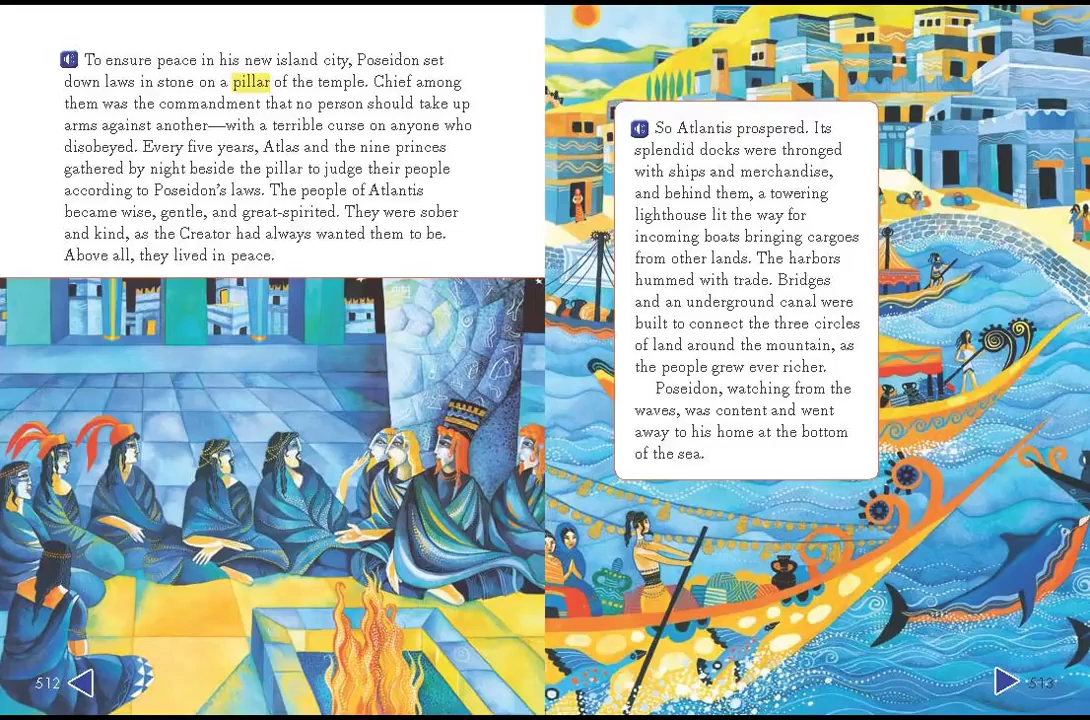 To ensure peace in his new island city, Poseidon set
down laws in stone on a pillar of the temple. Chief among
them was the commandment that no person should take up
arms against another—with a terrible curse on anyone who
disobeyed. Every five years, Atlas and the nine princes
gathered by night beside the pillar to judge their people
according to Poseidon's laws. The people of Atlantis
became wise, gentle, and great-spirited. They were sober
and kind, as the Creator had always wanted them to be.
Above all, they lived in peace.
512
So Atlantis prospered. Its
splendid docks were thronged
with ships and merchandise,
and behind them, a towering
lighthouse lit the way for
incoming boats bringing cargoes
from other lands. The harbors
hummed with trade. Bridges
and an underground canal were
built to connect the three circles
of land around the mountain, as
the people grew ever richer.
Poseidon, watching from the
waves, was content and went
away to his home at the bottom
of the sea.
513